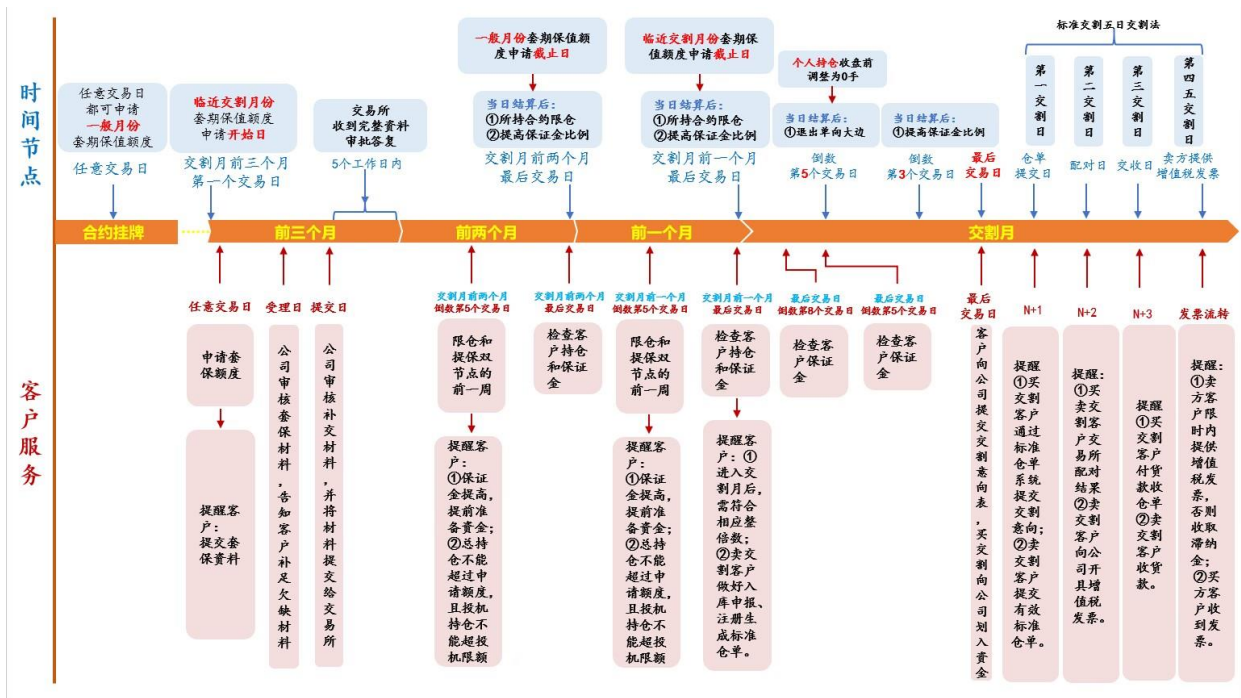 标准交割五日交割法
一般月份套期保值额
度申请截止日
临近交割月份套期保
值额度申请截止日
个人持仓收盘前
调整为0手
第一交割日
第二交割日
第三交割日
第四五交割日
时间节点
任意交易日
都可申请
一般月份
套期保值额度
临近交割月份
套期保值额度
申请开始日
交易所
收到完整资料
审批答复
当日结算后:
①所持合约限仓
②提高保证金比例
当日结算后:
①所持合约限仓
②提高保证金比例
当日结算后:
①退出单向大边
当日结算后:
①提高保证金比例
任意交易日
交割月前三个月
第一个交易日
5个工作日内
交割月前两个月
最后交易日
交割月前一个月
最后交易日
倒数
第5个交易日
倒数
第3个交易日
最后
交易日
仓单
提交日
配对日
交收日
卖方提供
增值税发票
合约挂牌
前三个月
前两个月
前一个月
交割月
客户服务
任意交易日
受理日
提交日
交割月前两个月
倒数第5个交易日
交割月前两个月
最后交易日
交割月前一个月
倒数第5个交易日
交割月前一个月
最后交易日
最后交易日
倒数第8个交易日
最后交易日
倒数第5个交易日
最后
交易日
N+1
N+2
N+3
发票流转
申请套
保额度
提醒客
户:
提交套
保资料
公司审核套保材料,告知客户补足欠缺材料
公司审核补交材料,并将材料提交给交易所
限仓和
提保双
节点的
前一周
提醒客
户:
①保证
金提高,
提前准
备资金;
②总持
仓不能
超过申
请额度,
且投机
持仓不
能超投
机限额
检查客
户持仓
和保证
金
限仓和
提保双
节点的
前一周
提醒客
户:
①保证
金提高,
提前准
备资金;
②总持
仓不能
超过申
请额度,
且投机
持仓不
能超投
机限额
检查客
户持仓
和保证
金
提醒客
户:①
进入交
割月后,
需符合
相应整
倍数;
②卖交
割客户
做好入
库申报、
注册生
成标准
仓单。
检查客
户保证
金
检查客
户保证
金
客户向公司提交交割意向表,买交割向公司划入资金
提醒
①买
交割
客户
通过
标准
仓单
系统
提交
交割
意向;
②卖
交割
客户
提交
有效
标准
仓单。
提醒:
①买
卖交
割客
户交
易所
配对
结果
②卖
交割
客户
向公
司开
具增
值税
发票。
提醒
①买
交割
客户
付货
款收
仓单
②卖
交割
客户
收货
款。
提醒:
①卖
方客
户限
时内
提供
增值
税发
票,
否则
收取
滞纳
金;
②买
方客
户收
到发
票。